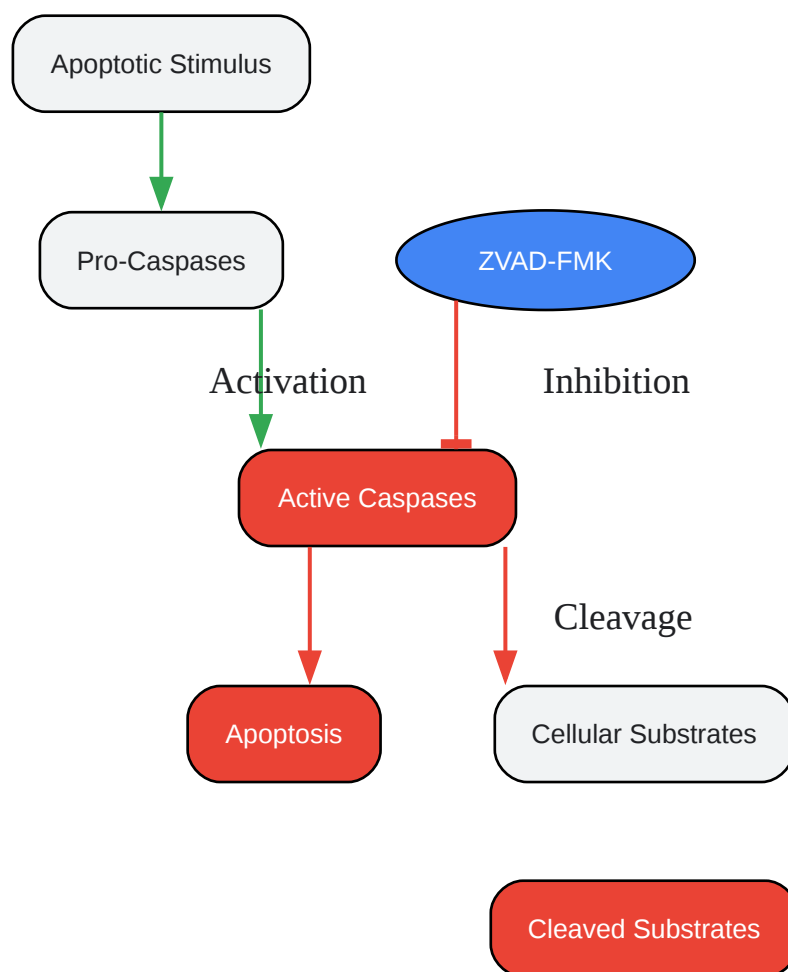 Apoptotic Stimulus
Pro-Caspases
ZVAD-FMK
Activation
Inhibition
Active Caspases
Cleavage
Apoptosis
Cellular Substrates
Cleaved Substrates